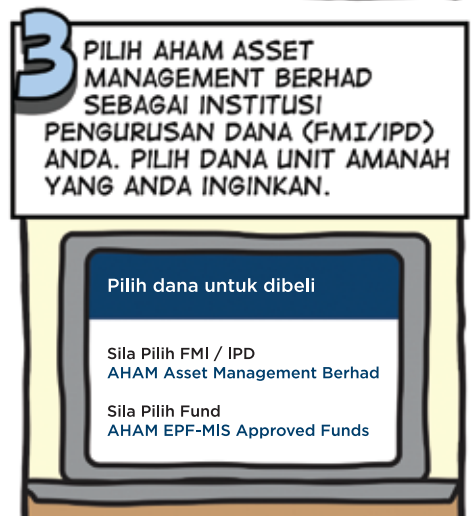 3
PILIH AHAM ASSET
MANAGEMENT BERHAD
SEBAGAI INSTITUSI
PENGURUSAN DANA (FMI/IPD)
ANDA. PILIH DANA UNIT AMANAH
YANG ANDA INGINKAN.
Pilih dana untuk dibeli
Sila Pilih FMI / IPD
AHAM Asset Management Berhad
Sila Pilih Fund
AHAM EPF-MIS Approved Funds